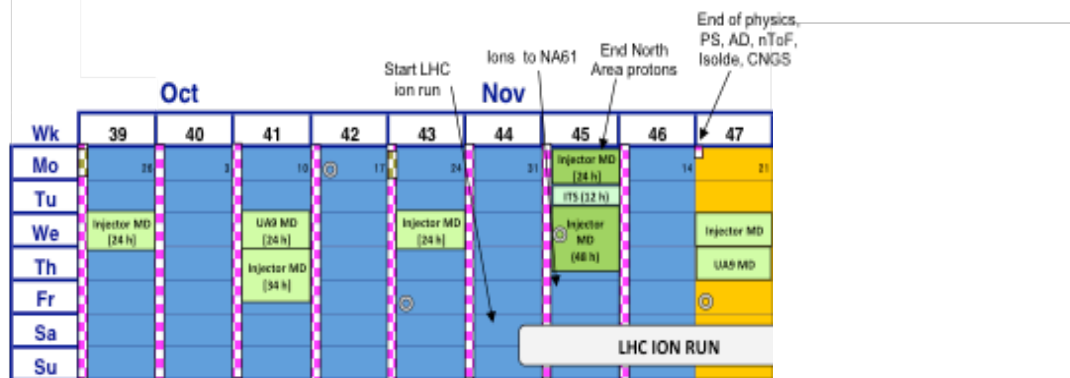 End of physics,
PS, AD, nToF,
Isolde, CNGS
Ions to NA61
End North
Area protons
Start LHC
ion run
Oct
Nov
Wk 39 40 41 42 43 44 45 46 47
Mo 26 3 10 17 24 31 Injector MD 14 21
[24 h]
Tu ITS (12 h)
We Injector MD UA9 MD Injector MD Injector Injector MD
[24 h] [24 h] [24 h] MD
Th Injector MD (48 h) UA9 MD
[34 h]
Fr
Sa
LHC ION RUN
Su